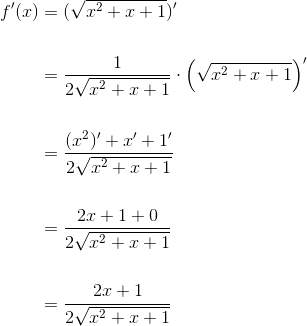 f'(x) = (√(x² + x + 1))'
= 1/(2√(x² + x + 1)) · (√(x² + x + 1))'
= ((x²)' + x' + 1')/(2√(x² + x + 1))
= (2x + 1 + 0)/(2√(x² + x + 1))
= (2x + 1)/(2√(x² + x + 1))